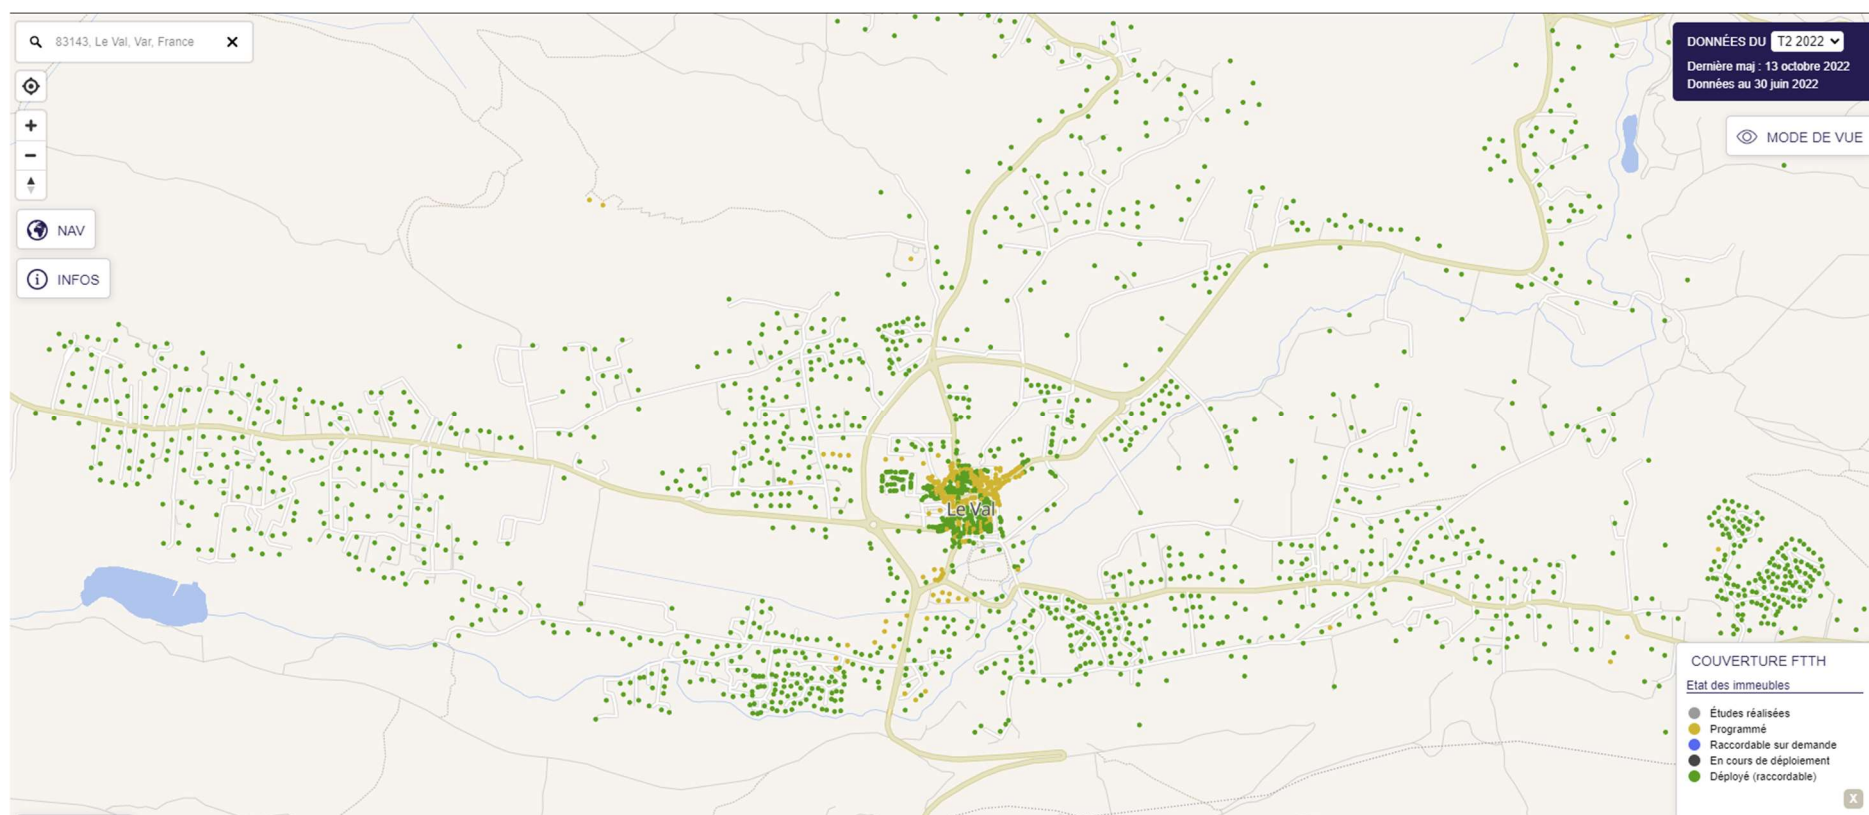 83143, Le Val, Var, France
DONNÉES DU T2 2022
Dernière maj : 13 octobre 2022
Données au 30 juin 2022
MODE DE VUE
NAV
INFOS
Le Val
COUVERTURE FTTH
Etat des immeubles
Études réalisées
Programmé
Raccordable sur demande
En cours de déploiement
Déployé (raccordable)
X